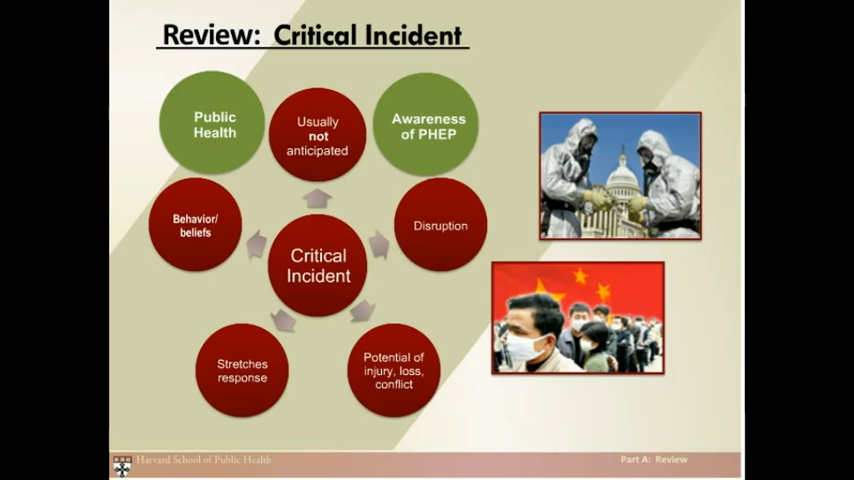 Review: Critical Incident
Public
Health
Usually
not
anticipated
Awareness
of PHEP
Behavior/
beliefs
Disruption
Critical
Incident
Stretches
response
Potential of
injury, loss,
conflict
Harvard School of Public Health
Part A: Review